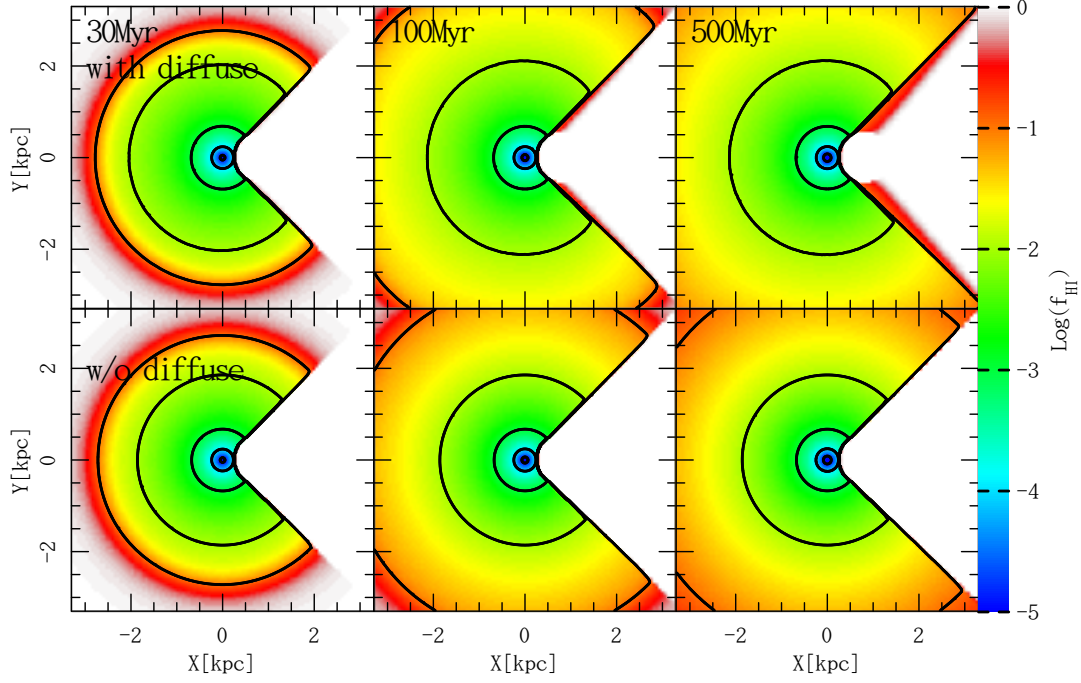 30Myr
with diffuse
100Myr
500Myr
w/o diffuse
2
0
−2
Y[kpc]
2
0
−2
Y[kpc]
−2 0 2
X[kpc]
−2 0 2
X[kpc]
−2 0 2
X[kpc]
0
−1
−2
−3
−4
−5
Log(f_HI)